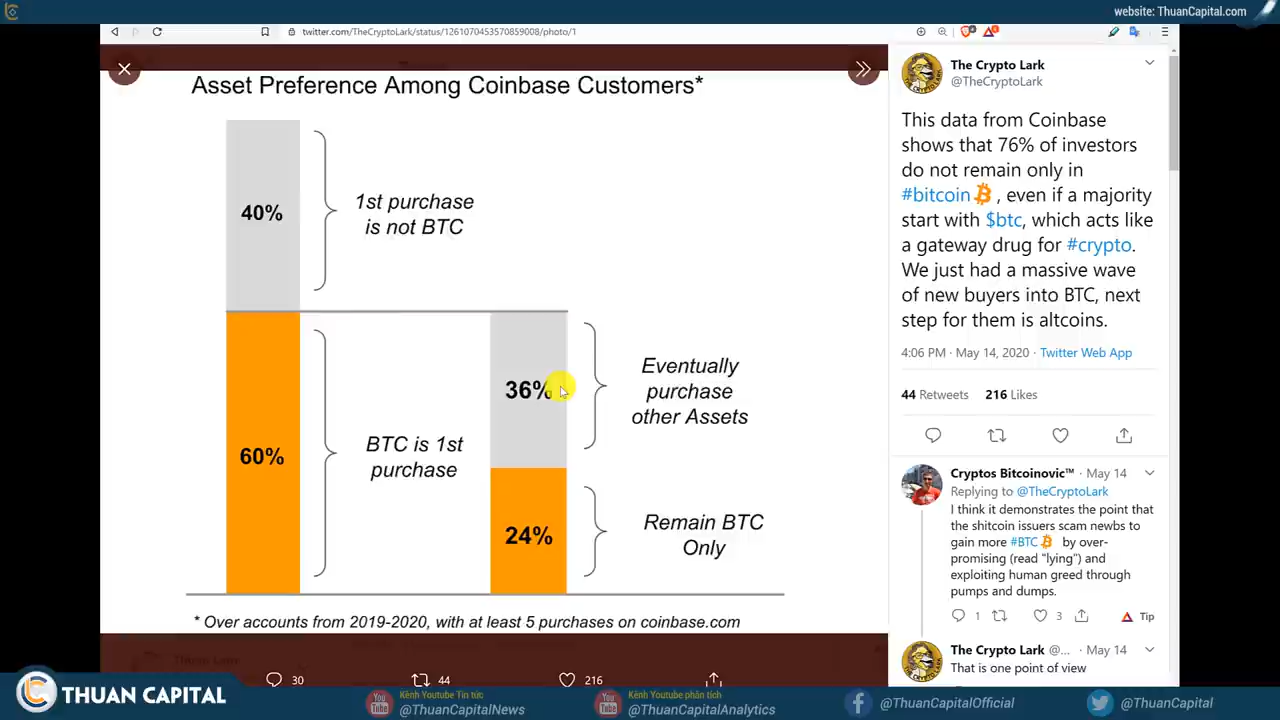 website: ThuanCapital.com
twitter.com/TheCryptoLark/status/1261070453570859008/photo/1
Asset Preference Among Coinbase Customers*
40%
1st purchase
is not BTC
60%
BTC is 1st
purchase
36%
Eventually
purchase
other Assets
24%
Remain BTC
Only
* Over accounts from 2019-2020, with at least 5 purchases on coinbase.com
30
44
216
The Crypto Lark
@TheCryptoLark
This data from Coinbase
shows that 76% of investors
do not remain only in
#bitcoin, even if a majority
start with $btc, which acts like
a gateway drug for #crypto.
We just had a massive wave
of new buyers into BTC, next
step for them is altcoins.
4:06 PM · May 14, 2020 · Twitter Web App
44 Retweets 216 Likes
Cryptos Bitcoinovic™ · May 14
Replying to @TheCryptoLark
I think it demonstrates the point that
the shitcoin issuers scam newbs to
gain more #BTC by over-
promising (read “lying”) and
exploiting human greed through
pumps and dumps.
1
3
Tip
The Crypto Lark @... · May 14
That is one point of view
THUAN CAPITAL
You Tube
Kênh Youtube Tin tức
@ThuanCapitalNews
You Tube
Kênh Youtube phân tích
@ThuanCapitalAnalytics
@ThuanCapitalOfficial
@ThuanCapital